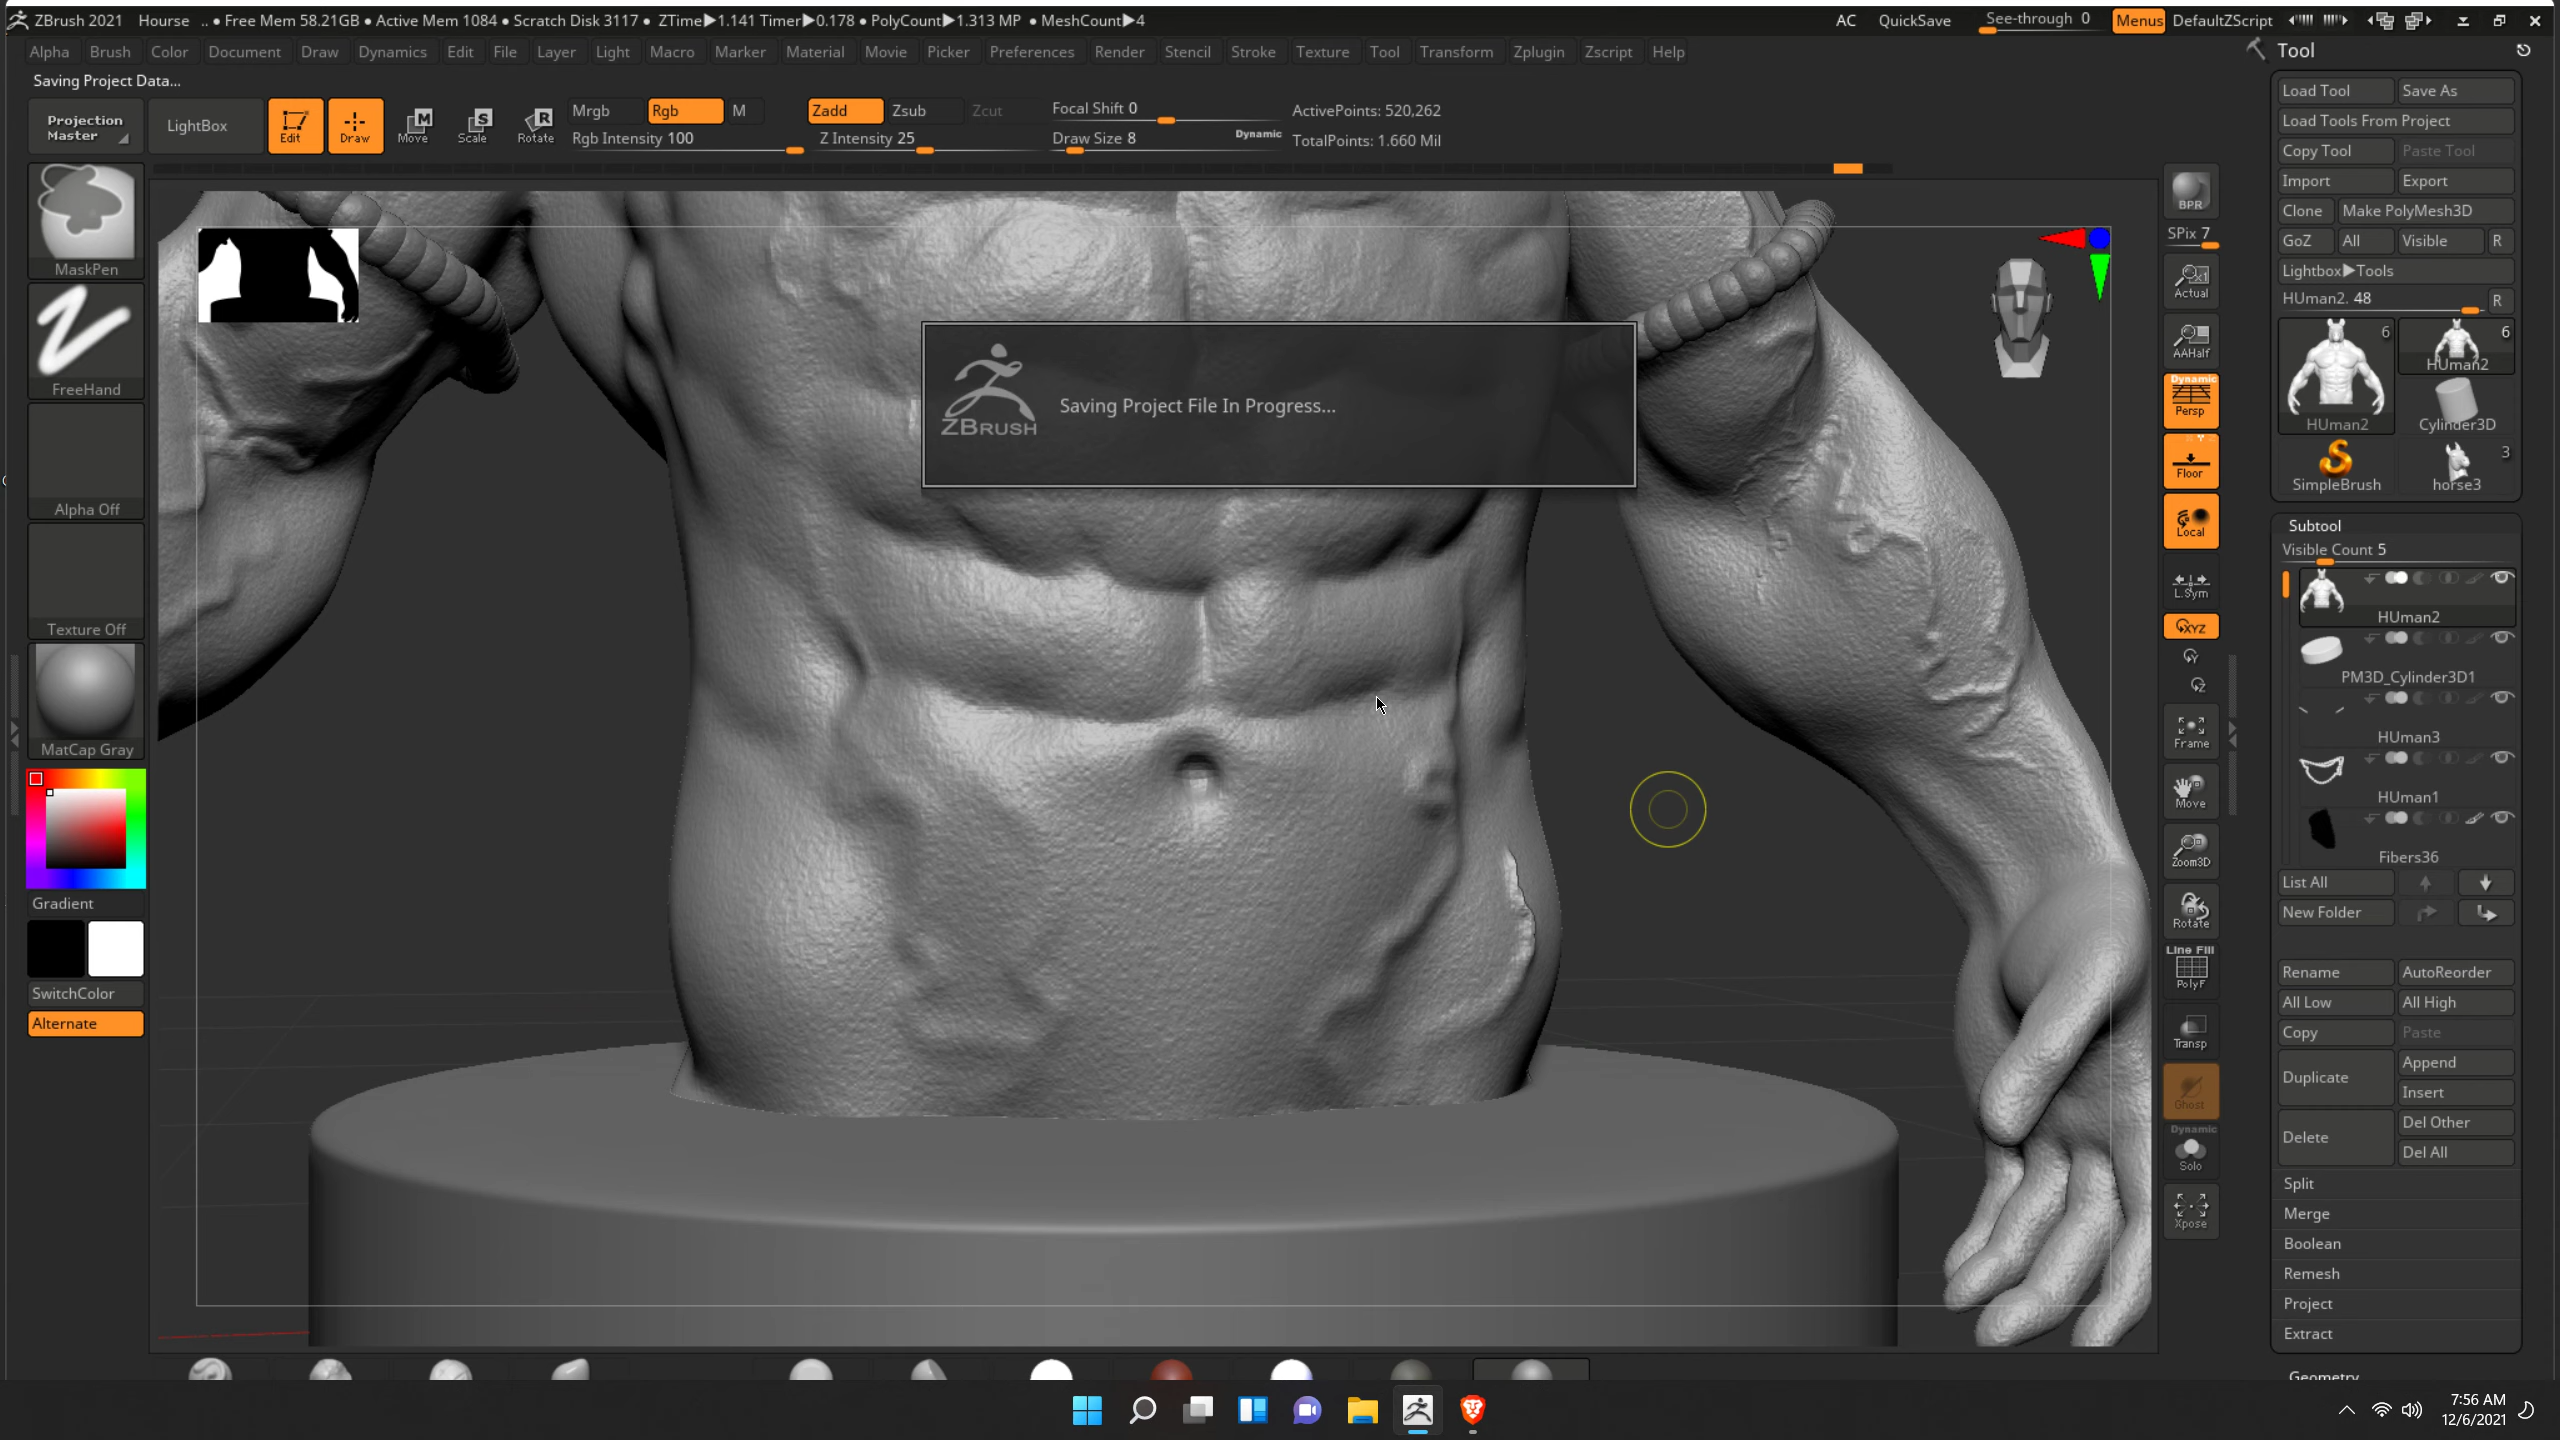 ZBrush 2021 Hourse .. • Free Mem 58.21GB • Active Mem 1084 • Scratch Disk 3117 • ZTime▶1.141 Timer▶0.178 • PolyCount▶1.313 MP • MeshCount▶4 AC QuickSave See-through 0 Menus DefaultZScript
Alpha Brush Color Document Draw Dynamics Edit File Layer Light Macro Marker Material Movie Picker Preferences Render Stencil Stroke Texture Tool Transform Zplugin Zscript Help
Tool
Saving Project Data...
Projection Master
LightBox
Edit
Draw
Move
Scale
Rotate
Mrgb Rgb M
Rgb Intensity 100
Zadd Zsub Zcut
Z Intensity 25
Focal Shift 0
Draw Size 8
Dynamic
ActivePoints: 520,262
TotalPoints: 1.660 Mil
MaskPen
FreeHand
Alpha Off
Texture Off
MatCap Gray
Gradient
SwitchColor
Alternate
ZBRUSH
Saving Project File In Progress...
BPR
SPix 7
Actual
AAHalf
Dynamic
Persp
Floor
Local
L.Sym
XYZ
Y
Z
Frame
Move
Zoom3D
Rotate
Line Fill
PolyF
Transp
Ghost
Dynamic
Solo
Xpose
Load Tool Save As
Load Tools From Project
Copy Tool Paste Tool
Import Export
Clone Make PolyMesh3D
GoZ All Visible R
Lightbox▶Tools
HUman2. 48 R
6 6
HUman2
HUman2 Cylinder3D
3
SimpleBrush horse3
Subtool
Visible Count 5
HUman2
PM3D_Cylinder3D1
HUman3
HUman1
Fibers36
List All
New Folder
Rename AutoReorder
All Low All High
Copy Paste
Duplicate Append
Insert
Delete Del Other
Del All
Split
Merge
Boolean
Remesh
Project
Extract
Geometry
7:56 AM
12/6/2021